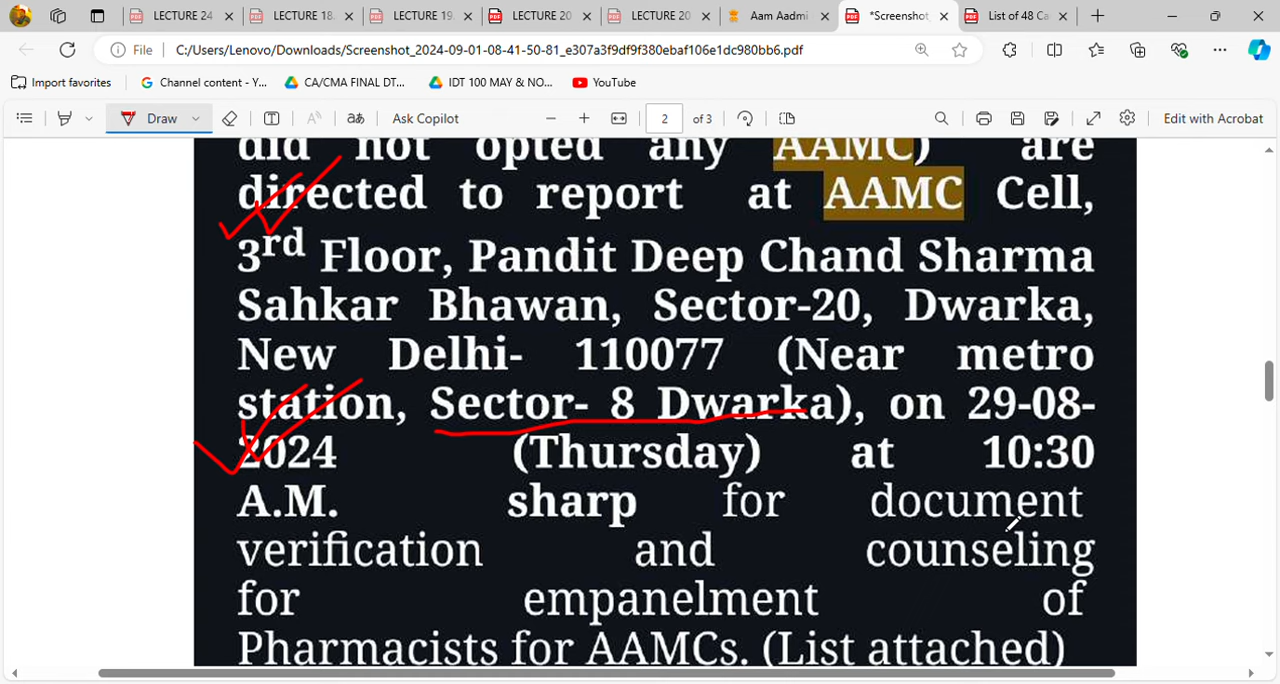 LECTURE 24
LECTURE 18.
LECTURE 19.
LECTURE 20
LECTURE 20
Aam Aadmi
*Screenshot
List of 48 Ca
File
C:/Users/Lenovo/Downloads/Screenshot_2024-09-01-08-41-50-81_e307a3f9df9f380ebaf106e1dc980bb6.pdf
Import favorites
Channel content - Y...
CA/CMA FINAL DT...
IDT 100 MAY & NO...
YouTube
Draw
aあ
Ask Copilot
2 of 3
Edit with Acrobat
did not opted any AAMC) are
directed to report at AAMC Cell,
3rd Floor, Pandit Deep Chand Sharma
Sahkar Bhawan, Sector-20, Dwarka,
New Delhi- 110077 (Near metro
station, Sector- 8 Dwarka), on 29-08-
2024 (Thursday) at 10:30
A.M. sharp for document
verification and counseling
for empanelment of
Pharmacists for AAMCs. (List attached)